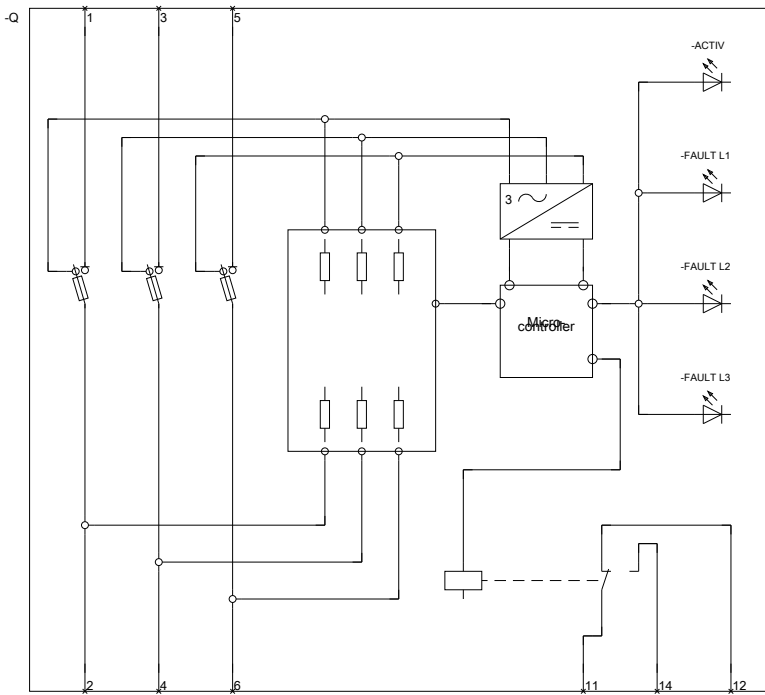 -Q
1 3 5
-ACTIV
-FAULT L1
3
-FAULT L2
Micro-
controller
-FAULT L3
2 4 6 11 14 12